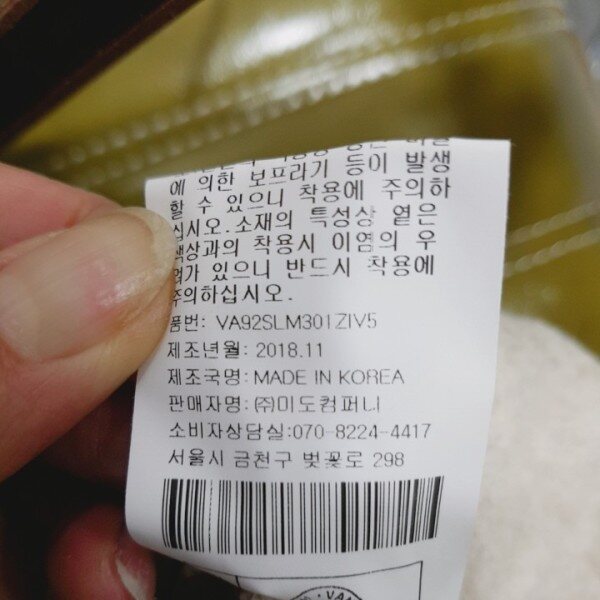 에 의한 보프라기 등이 발생
할 수 있으니 착용에 주의하
십시오.소재의 특성상 옅은
색상과의 착용시 이염의 우
려가 있으니 반드시 착용에
주의하십시오.
품번: VA92SLM301ZIV5
제조년월: 2018.11
제조국명: MADE IN KOREA
판매자명: ㈜미도컴퍼니
소비자상담실:070-8224-4417
서울시 금천구 벚꽃로 298